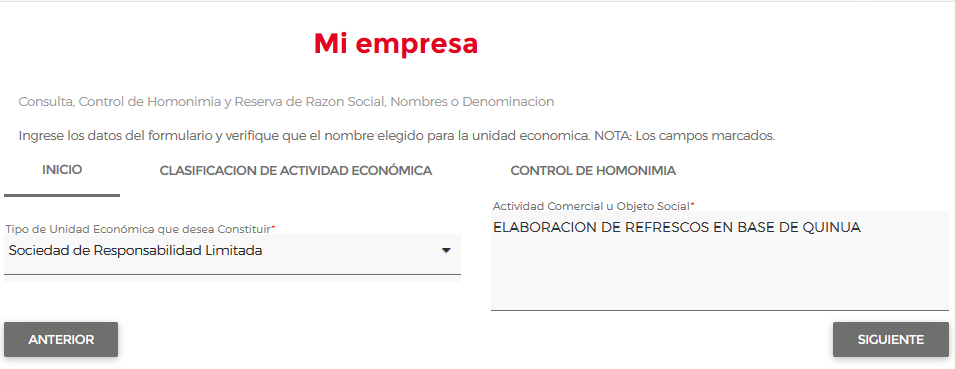 Mi empresa
Consulta, Control de Homonimia y Reserva de Razon Social, Nombres o Denominacion
Ingrese los datos del formulario y verifique que el nombre elegido para la unidad economica. NOTA: Los campos marcados.
INICIO
CLASIFICACION DE ACTIVIDAD ECONÓMICA
CONTROL DE HOMONIMIA
Tipo de Unidad Económica que desea Constituir*
Sociedad de Responsabilidad Limitada
Actividad Comercial u Objeto Social*
ELABORACION DE REFRESCOS EN BASE DE QUINUA
ANTERIOR
SIGUIENTE